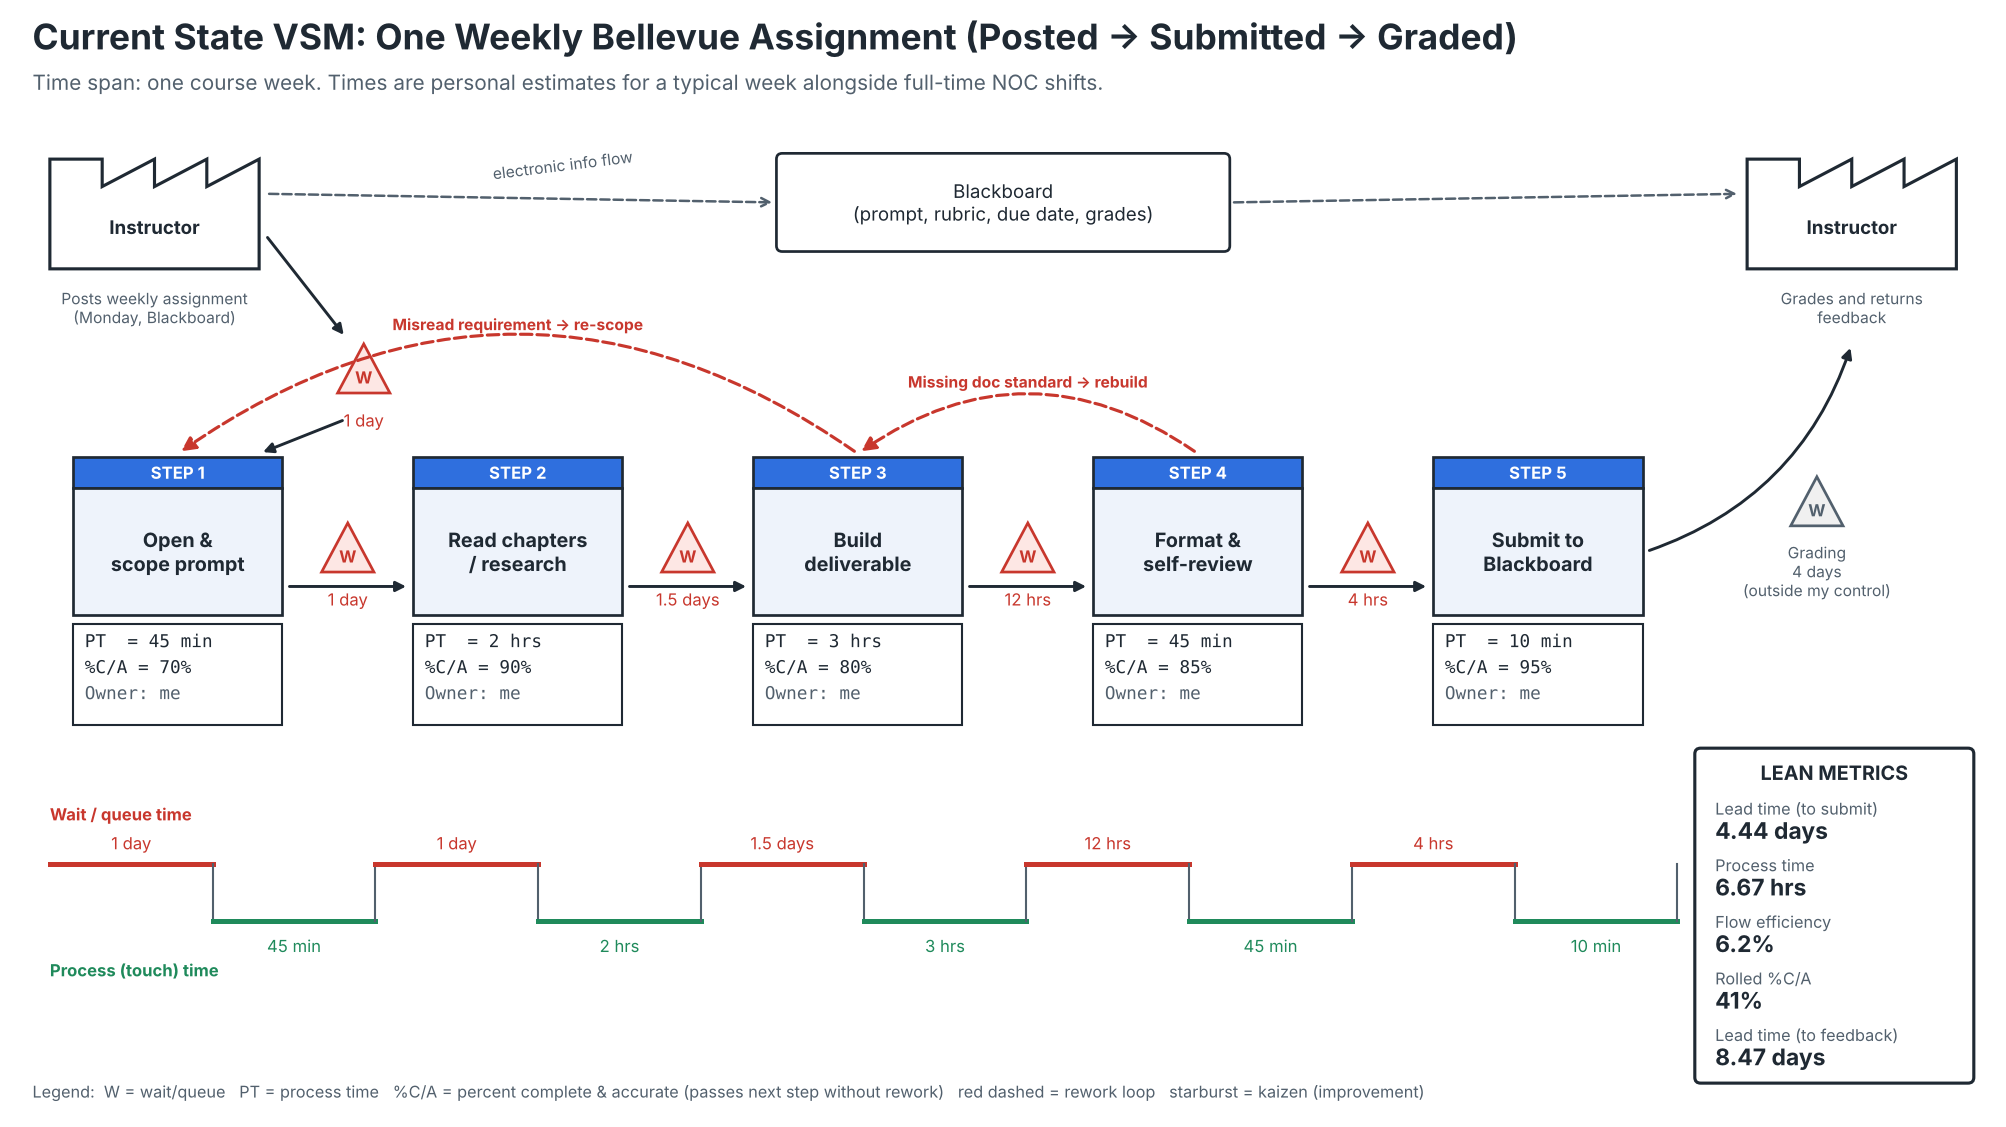 Current State VSM: One Weekly Bellevue Assignment (Posted → Submitted → Graded)
Time span: one course week. Times are personal estimates for a typical week alongside full-time NOC shifts.
electronic info flow
Blackboard
(prompt, rubric, due date, grades)
Instructor
Instructor
Posts weekly assignment
(Monday, Blackboard)
Grades and returns
feedback
Misread requirement → re-scope
W
1 day
Missing doc standard → rebuild
STEP 1
Open &
scope prompt
PT  = 45 min
%C/A = 70%
Owner: me
W
1 day
STEP 2
Read chapters
/ research
PT  = 2 hrs
%C/A = 90%
Owner: me
W
1.5 days
STEP 3
Build
deliverable
PT  = 3 hrs
%C/A = 80%
Owner: me
W
12 hrs
STEP 4
Format &
self-review
PT  = 45 min
%C/A = 85%
Owner: me
W
4 hrs
STEP 5
Submit to
Blackboard
PT  = 10 min
%C/A = 95%
Owner: me
W
Grading
4 days
(outside my control)
Wait / queue time
1 day
1 day
1.5 days
12 hrs
4 hrs
45 min
2 hrs
3 hrs
45 min
10 min
Process (touch) time
LEAN METRICS
Lead time (to submit)
4.44 days
Process time
6.67 hrs
Flow efficiency
6.2%
Rolled %C/A
41%
Lead time (to feedback)
8.47 days
Legend:  W = wait/queue   PT = process time   %C/A = percent complete & accurate (passes next step without rework)   red dashed = rework loop   starburst = kaizen (improvement)